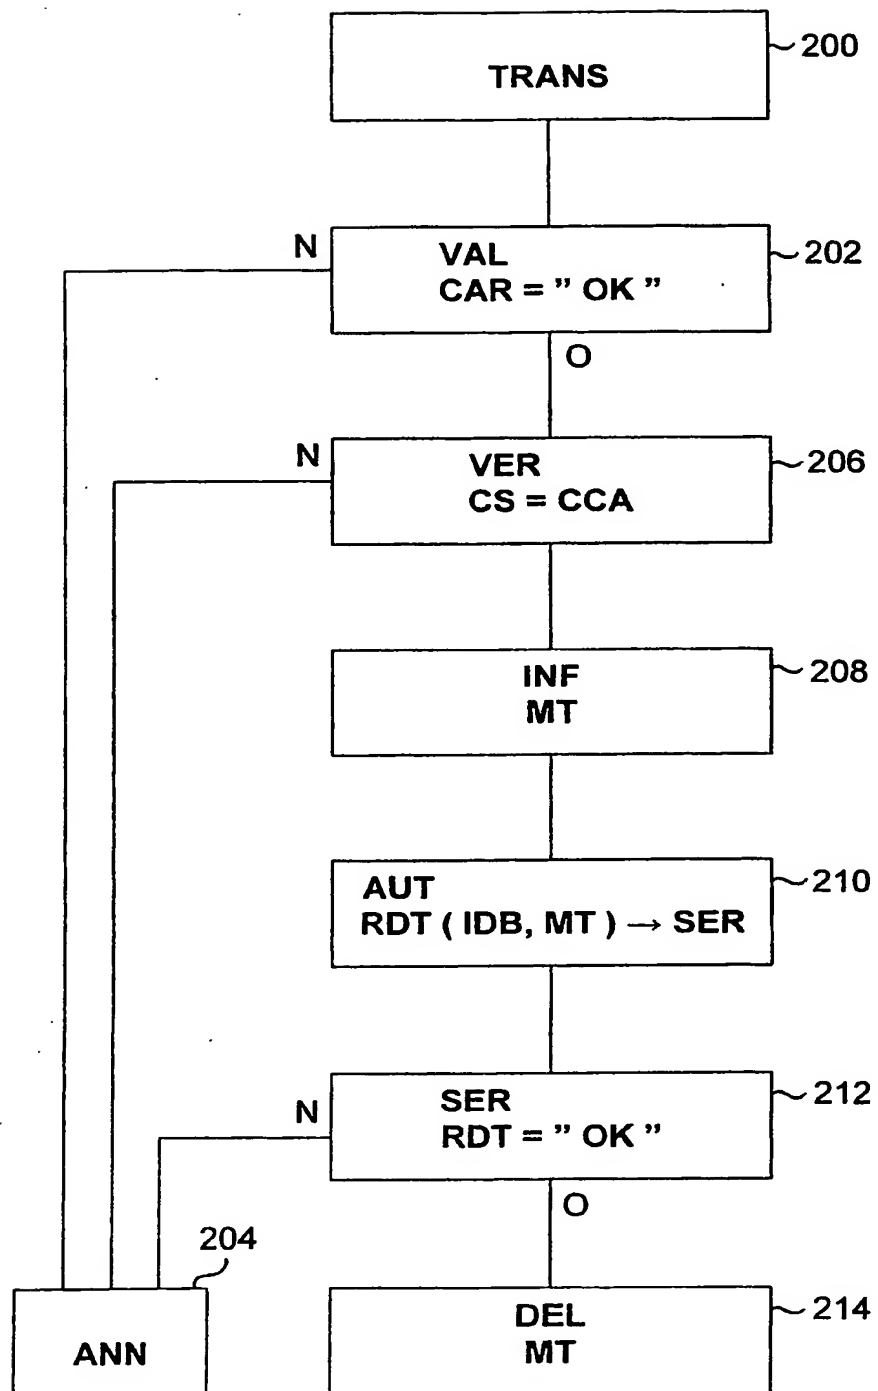 200
TRANS
N
VAL
CAR = ” OK ”
202
O
N
VER
CS = CCA
206
INF
MT
208
AUT
RDT ( IDB, MT ) → SER
210
N
SER
RDT = ” OK ”
212
O
204
ANN
DEL
MT
214